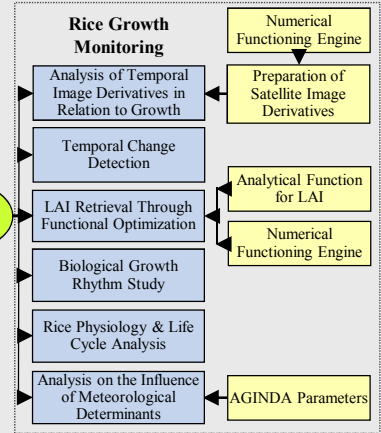 Rice Growth
Monitoring
Numerical
Functioning Engine
Analysis of Temporal
Image Derivatives in
Relation to Growth
Preparation of
Satellite Image
Derivatives
Temporal Change
Detection
LAI Retrieval Through
Functional Optimization
Analytical Function
for LAI
Numerical
Functioning Engine
Biological Growth
Rhythm Study
Rice Physiology & Life
Cycle Analysis
Analysis on the Influence
of Meteorological
Determinants
AGINDA Parameters